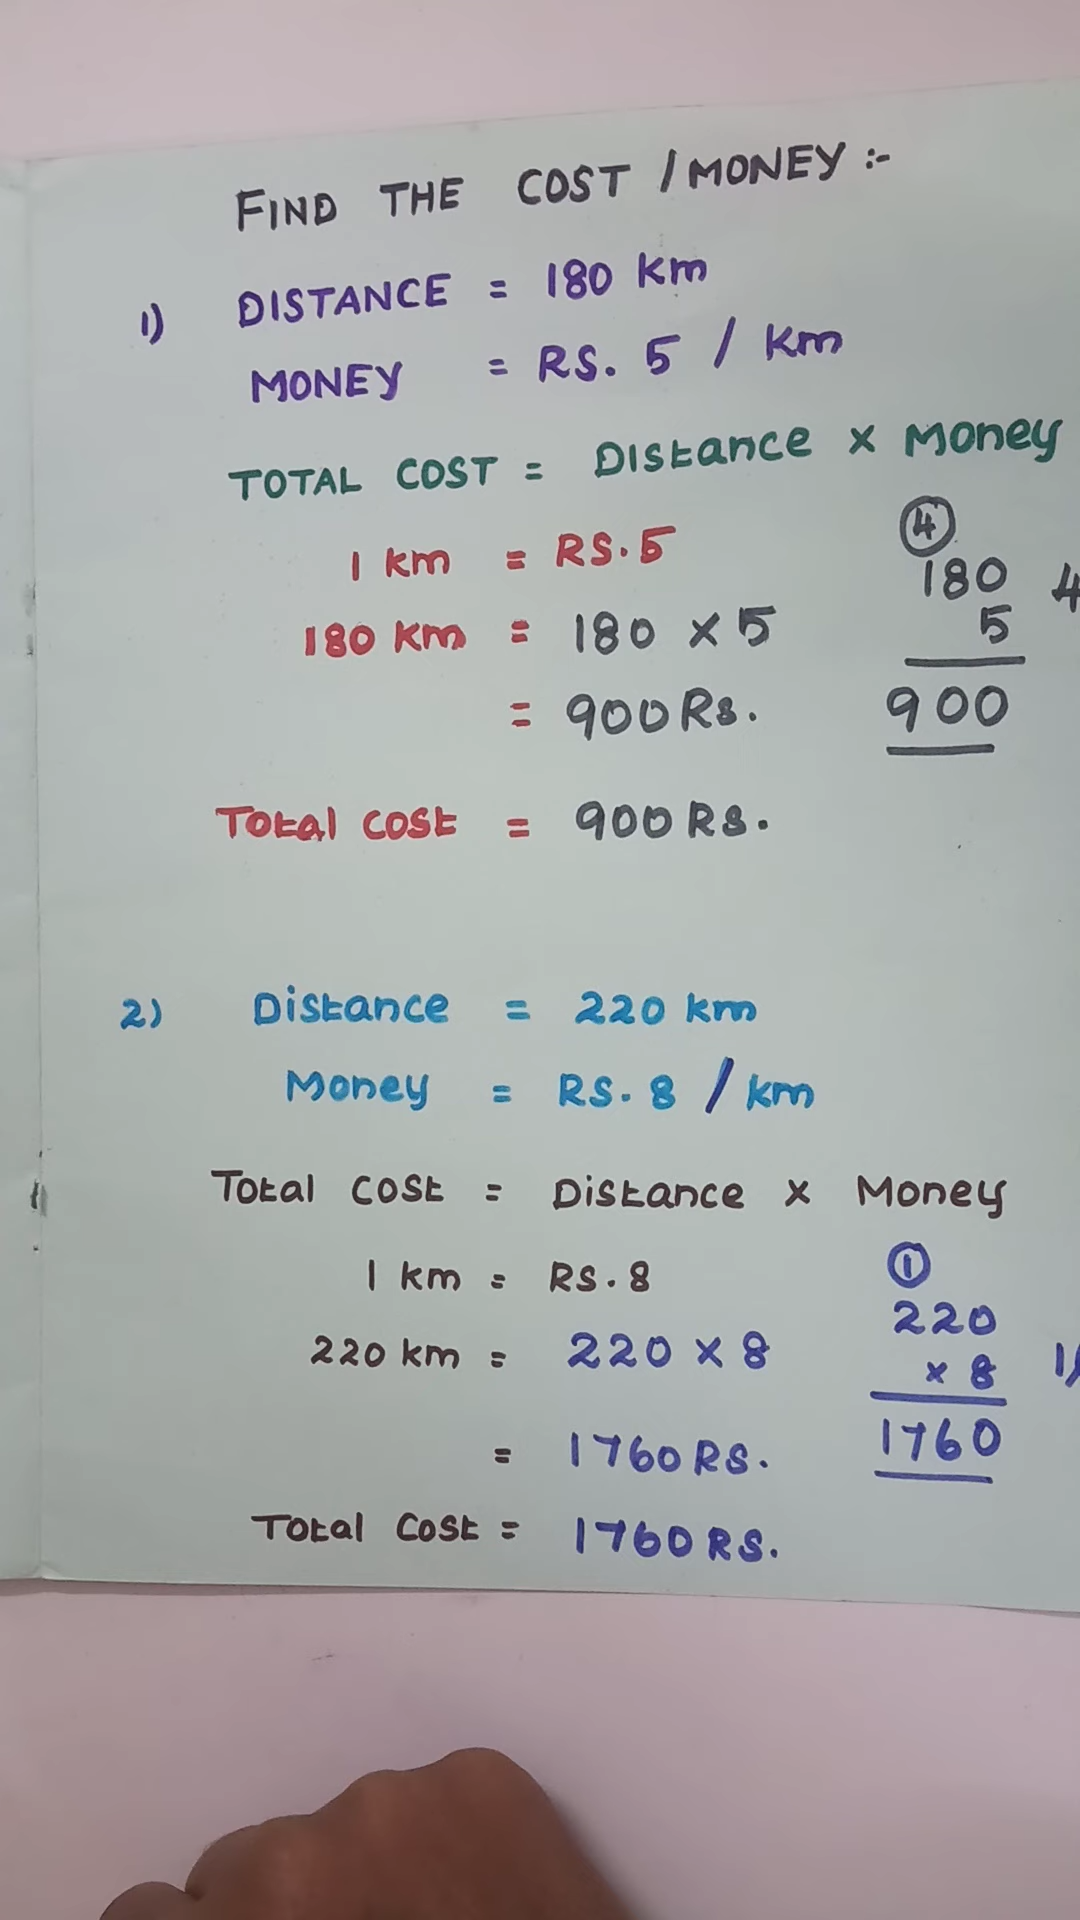 FIND THE COST / MONEY :-
1) DISTANCE = 180 km
MONEY = RS. 5 / km
TOTAL COST = Distance x Money
1 km = RS. 5
180 km = 180 x 5
= 900 Rs.
4
180 4
5
900
Total cost = 900 Rs.
2) Distance = 220 km
Money = RS. 8 / km
Total cost = Distance x Money
1 km = RS. 8
220 km = 220 x 8
= 1760 RS.
1
220
x 8
1760
Total Cost = 1760 RS.